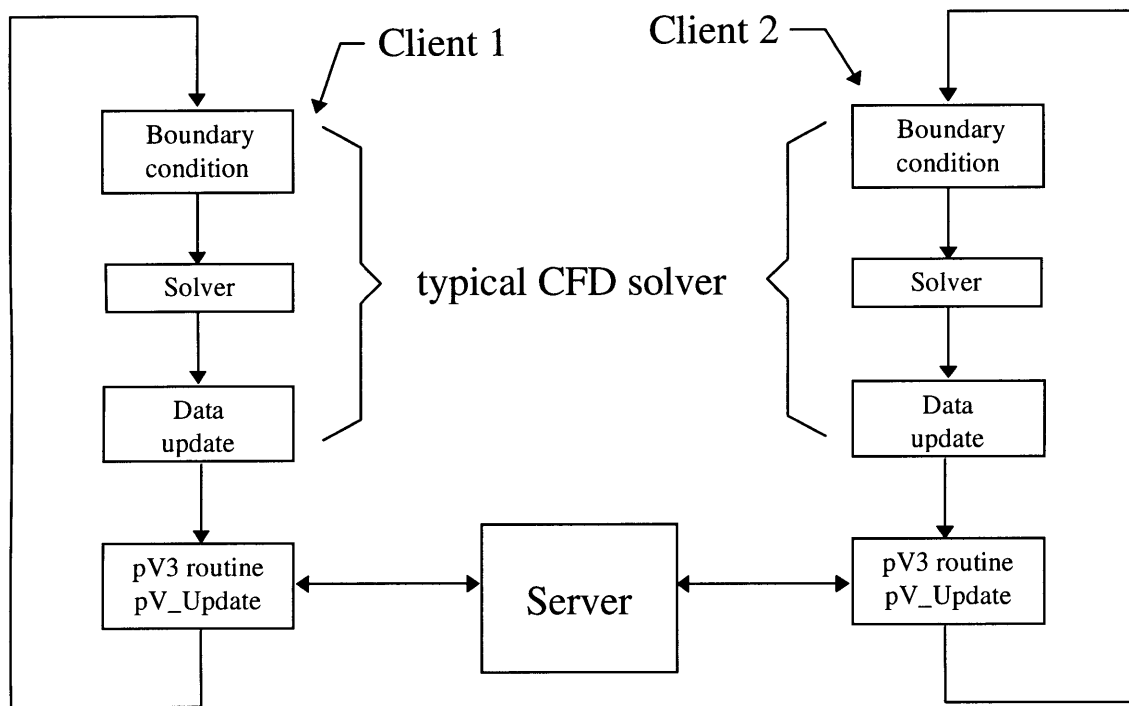 Client 1
Client 2
Boundary
condition
Boundary
condition
Solver
typical CFD solver
Solver
Data
update
Data
update
pV3 routine
pV_Update
Server
pV3 routine
pV_Update